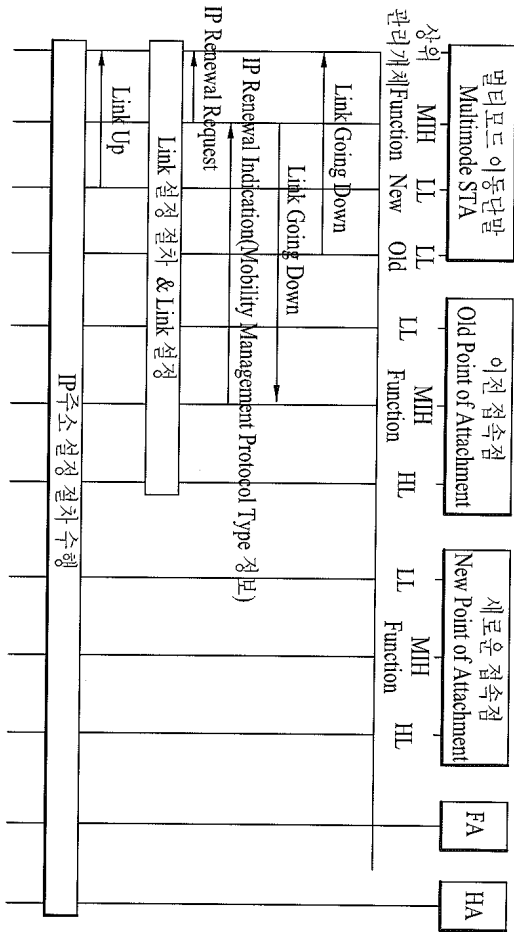 멀티모드 이동단말
Multimode STA
이전 접속점
Old Point of Attachment
새로운 접속점
New Point of Attachment
FA
HA
상위
관리개체
MIH
Function
LL
New
LL
Old
LL
MIH
Function
HL
LL
MIH
Function
HL
Link Going Down
Link Going Down
IP Renewal Indication(Mobility Management Protocol Type 정보)
IP Renewal Request
Link 설정 절차 & Link 설정
Link Up
IP주소 설정 절차 수행